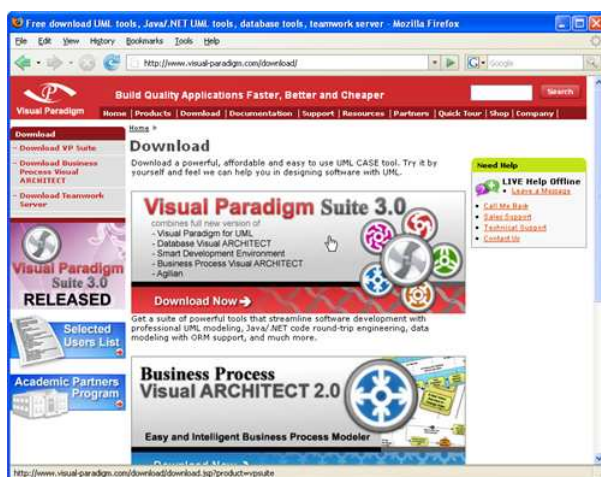 Free download UML tools, Java/.NET UML tools, database tools, teamwork server - Mozilla Firefox
File Edit View History Bookmarks Tools Help
http://www.visual-paradigm.com/download/
Google
Visual Paradigm
Build Quality Applications Faster, Better and Cheaper
Search
Home | Products | Download | Documentation | Support | Resources | Partners | Quick Tour | Shop | Company |
Download
Download VP Suite
Download Business
Process Visual
ARCHITECT
Download Teamwork
Server
Visual Paradigm
Suite 3.0
RELEASED
Selected
Users List
Academic Partners
Program
Home »
Download
Download a powerful, affordable and easy to use UML CASE tool. Try it by
yourself and feel we can help you in designing software with UML.
Visual Paradigm Suite 3.0
combines full new version of
- Visual Paradigm for UML
- Database Visual ARCHITECT
- Smart Development Environment
- Business Process Visual ARCHITECT
- Agilian
Download Now
Get a suite of powerful tools that streamline software development with
professional UML modeling, Java/.NET code round-trip engineering, data
modeling with ORM support, and much more.
Business Process
Visual ARCHITECT 2.0
Easy and Intelligent Business Process Modeler
Download Now
Need Help
LIVE Help Offline
Leave a Message
Call Me Back
Sales Support
Technical Support
Contact Us
http://www.visual-paradigm.com/download/download.jsp?product=vpsuite